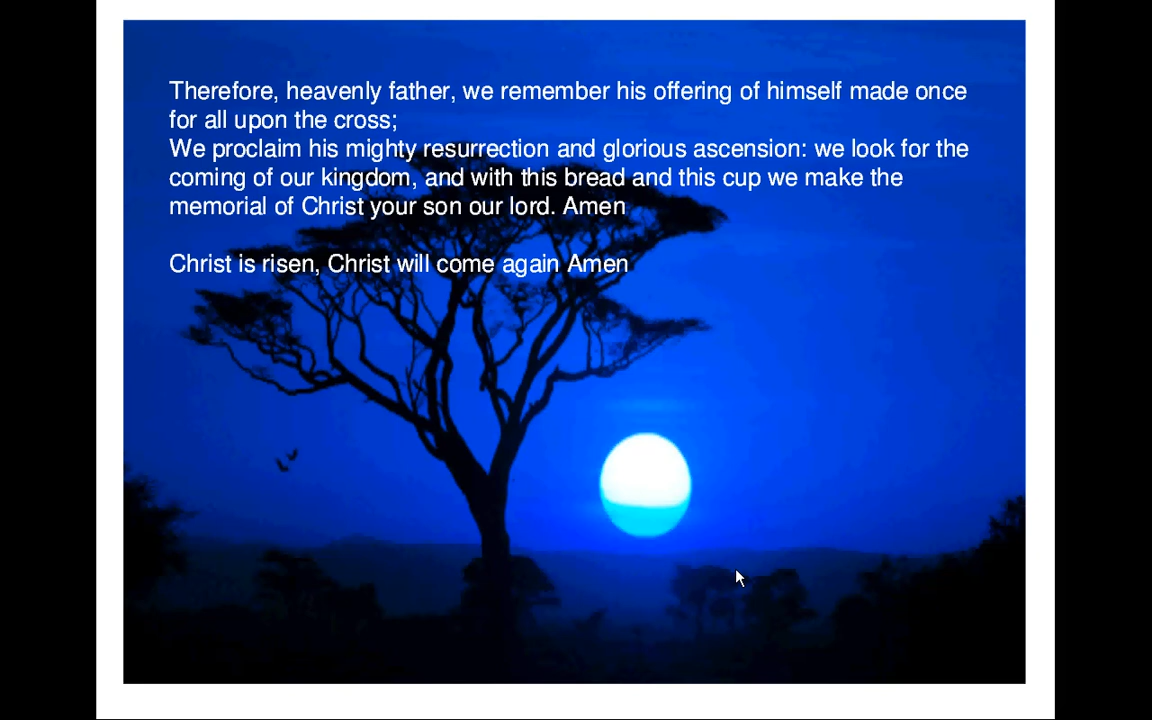 Therefore, heavenly father, we remember his offering of himself made once
for all upon the cross;
We proclaim his mighty resurrection and glorious ascension: we look for the
coming of our kingdom, and with this bread and this cup we make the
memorial of Christ your son our lord. Amen
Christ is risen, Christ will come again Amen